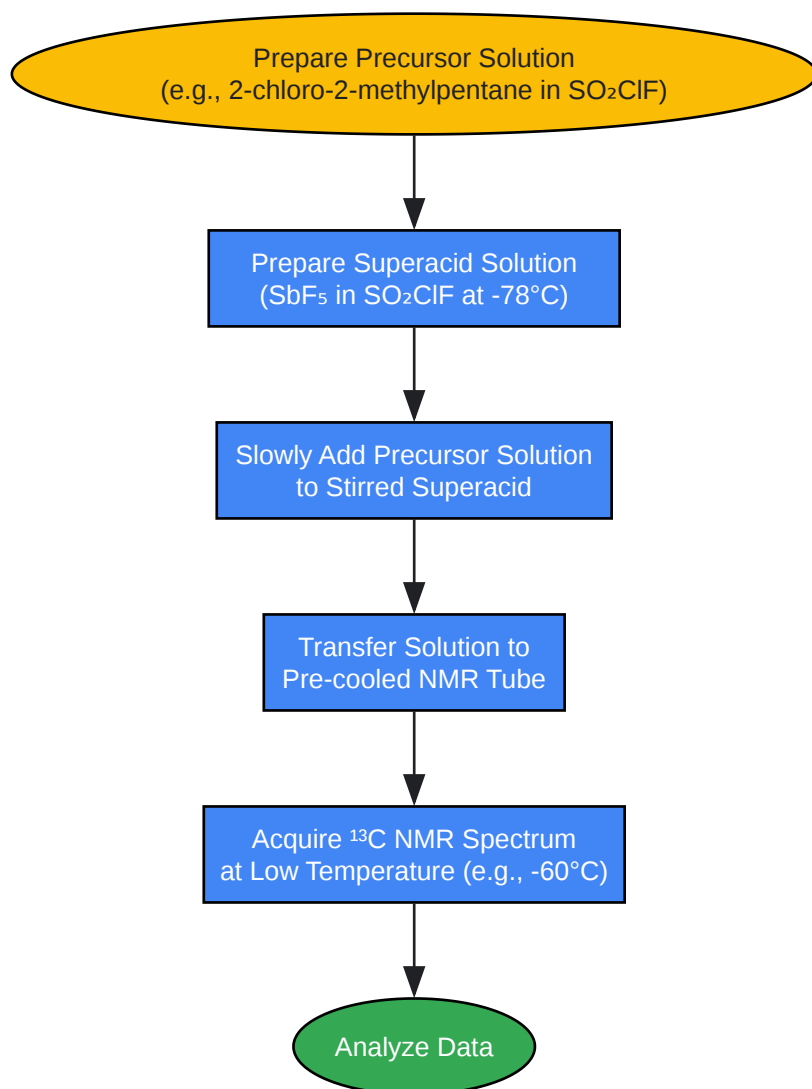 Prepare Precursor Solution
(e.g., 2-chloro-2-methylpentane in SO₂ClF)
Prepare Superacid Solution
(SbF₅ in SO₂ClF at -78°C)
Slowly Add Precursor Solution
to Stirred Superacid
Transfer Solution to
Pre-cooled NMR Tube
Acquire ¹³C NMR Spectrum
at Low Temperature (e.g., -60°C)
Analyze Data